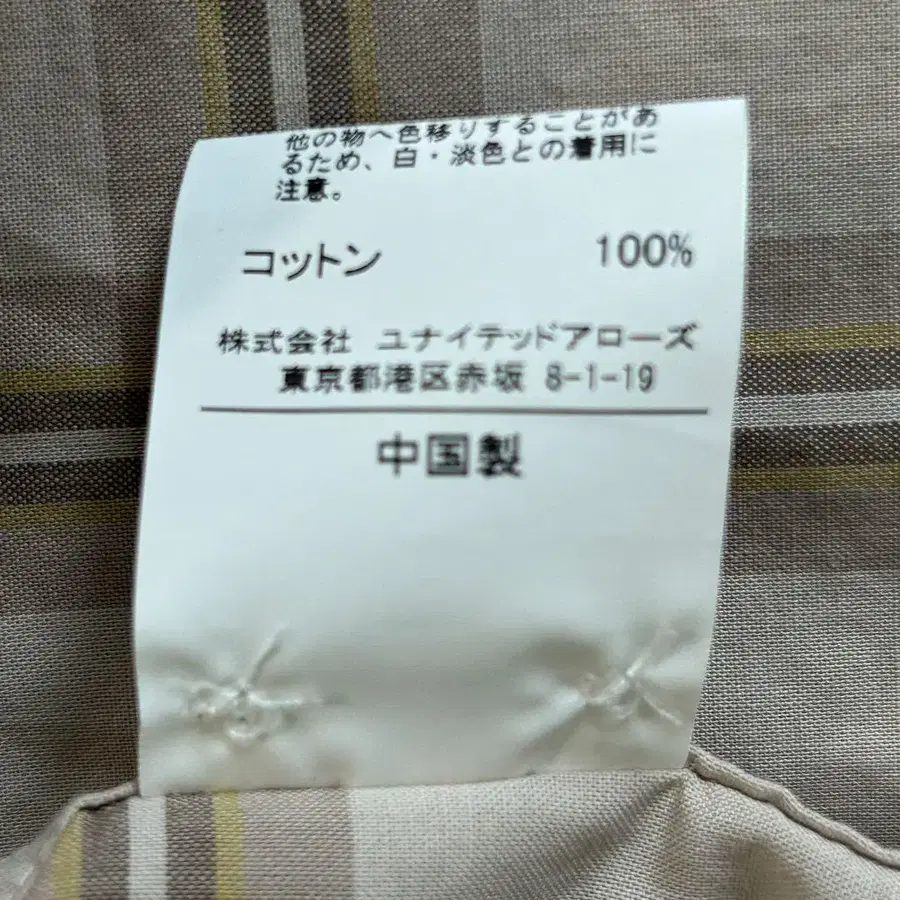 他の物へ色移りすることがあ
るため、白・淡色との着用に
注意。
コットン 100%
株式会社 ユナイテッドアローズ
東京都港区赤坂 8-1-19
中国製